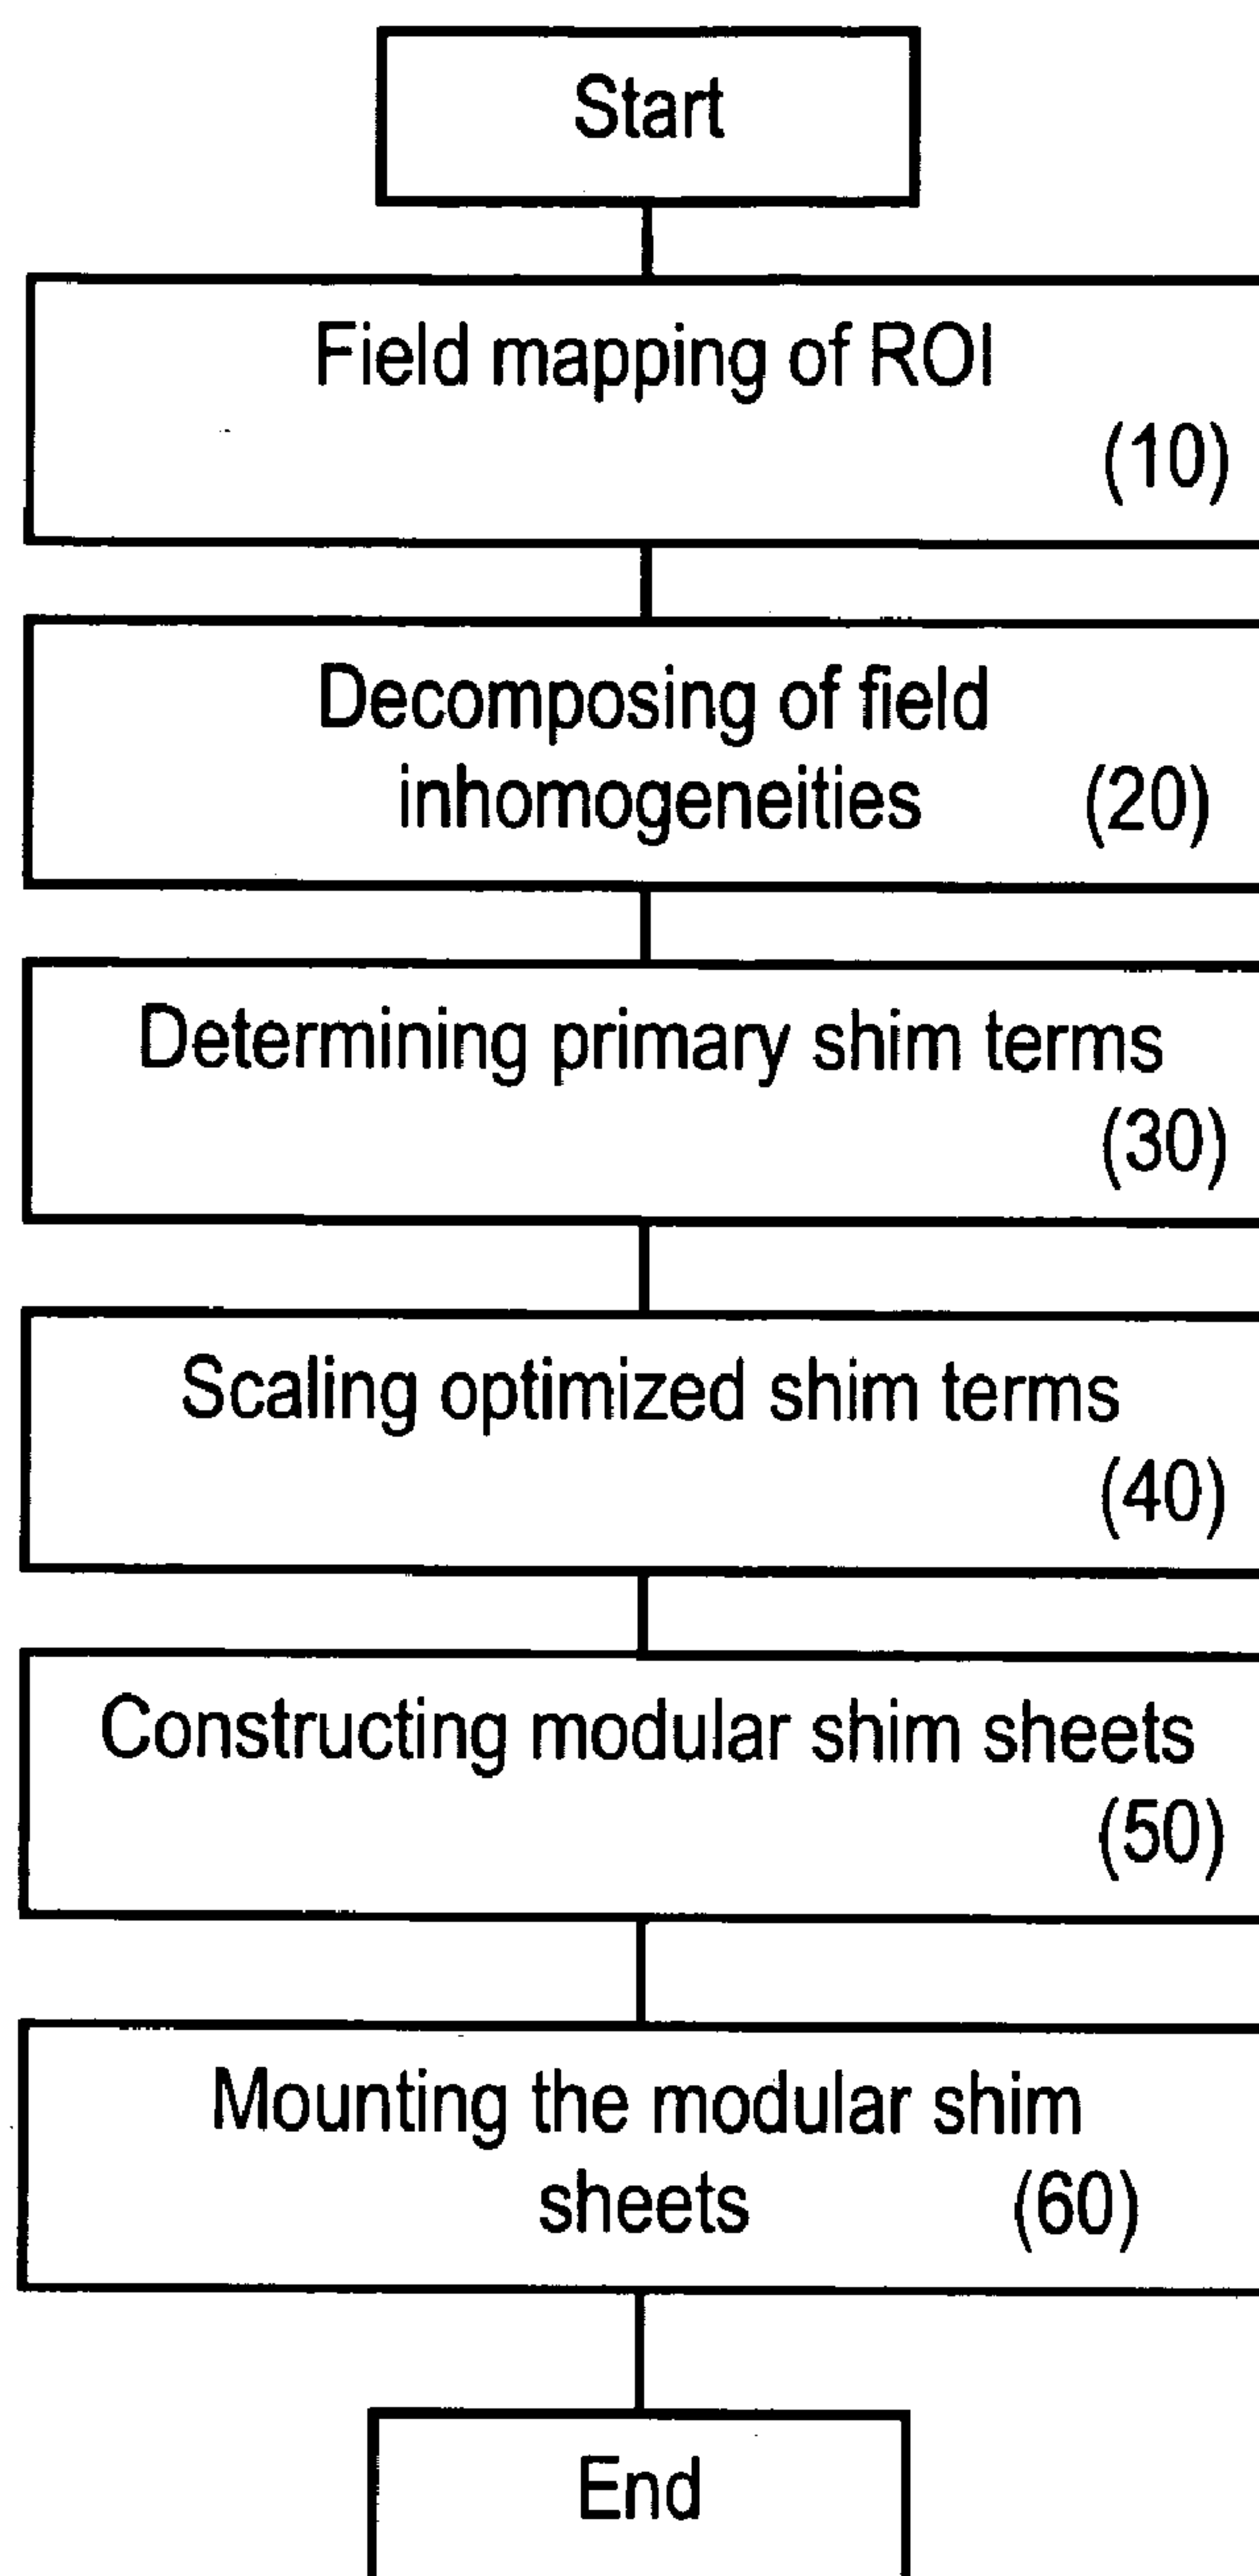 Start
Field mapping of ROI
(10)
Decomposing of field
inhomogeneities (20)
Determining primary shim terms
(30)
Scaling optimized shim terms
(40)
Constructing modular shim sheets
(50)
Mounting the modular shim
sheets (60)
End